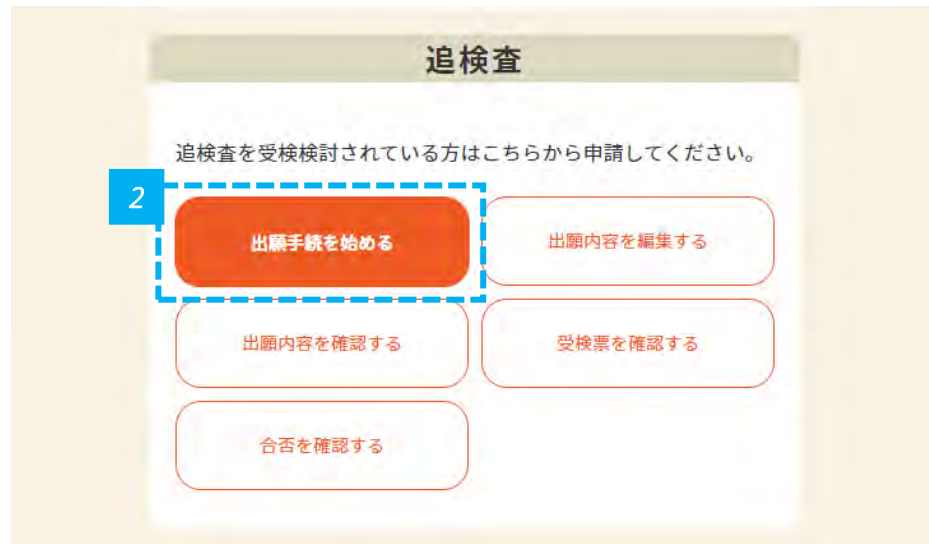 追検査
追検査を受検検討されている方はこちらから申請してください。
2
出願手続を始める
出願内容を編集する
出願内容を確認する
受検票を確認する
合否を確認する